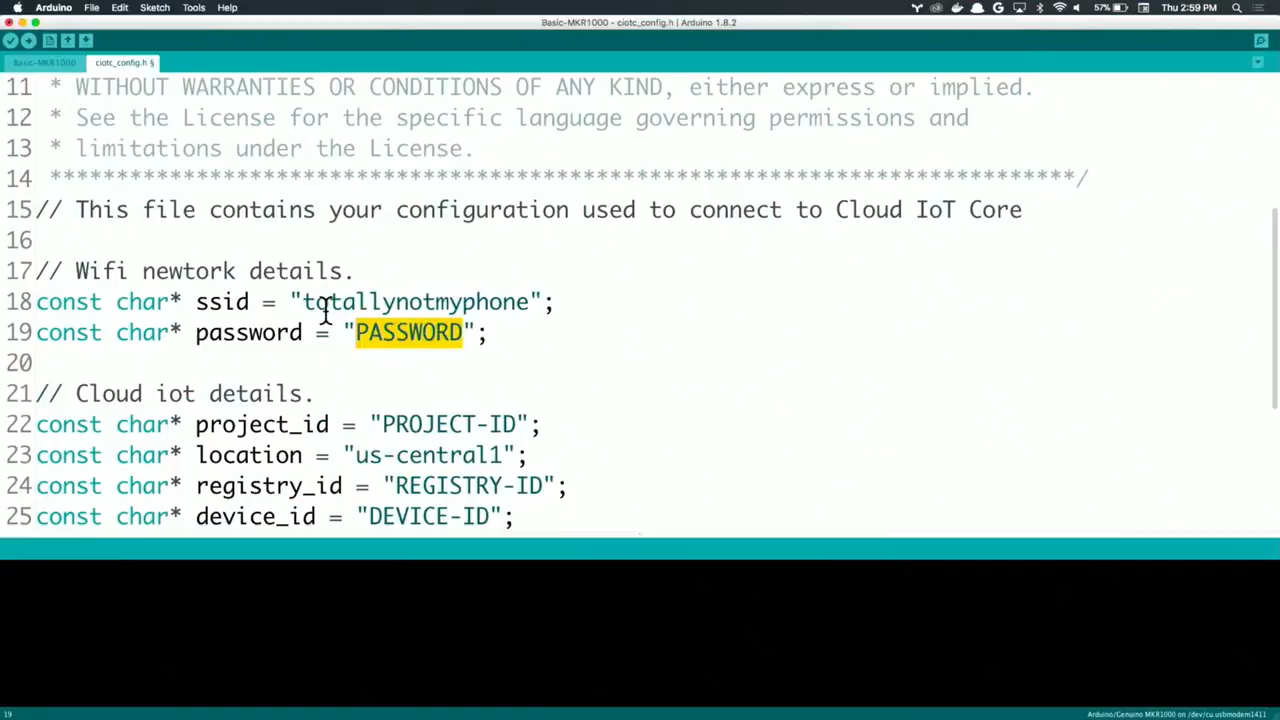 Arduino File Edit Sketch Tools Help 57% Thu 2:59 PM
Basic-MKR1000 - ciotc_config.h | Arduino 1.8.2
Basic-MKR1000 ciotc_config.h §
11 * WITHOUT WARRANTIES OR CONDITIONS OF ANY KIND, either express or implied.
12 * See the License for the specific language governing permissions and
13 * limitations under the License.
14 *****************************************************************************/
15 // This file contains your configuration used to connect to Cloud IoT Core
16
17 // Wifi newtork details.
18 const char* ssid = "totallynotmyphone";
19 const char* password = "PASSWORD";
20
21 // Cloud iot details.
22 const char* project_id = "PROJECT-ID";
23 const char* location = "us-central1";
24 const char* registry_id = "REGISTRY-ID";
25 const char* device_id = "DEVICE-ID";
19 Arduino/Genuino MKR1000 on /dev/cu.usbmodem1411